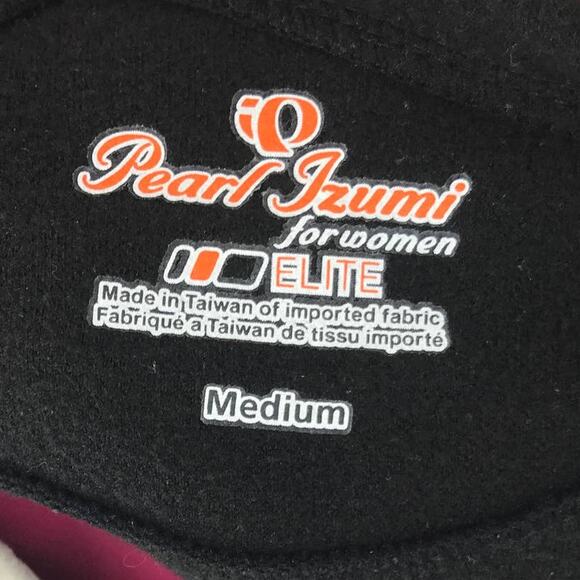 Pearl Izumi
for women
ELITE
Made in Taiwan of imported fabric
Fabriqué a Taiwan de tissu importé
Medium